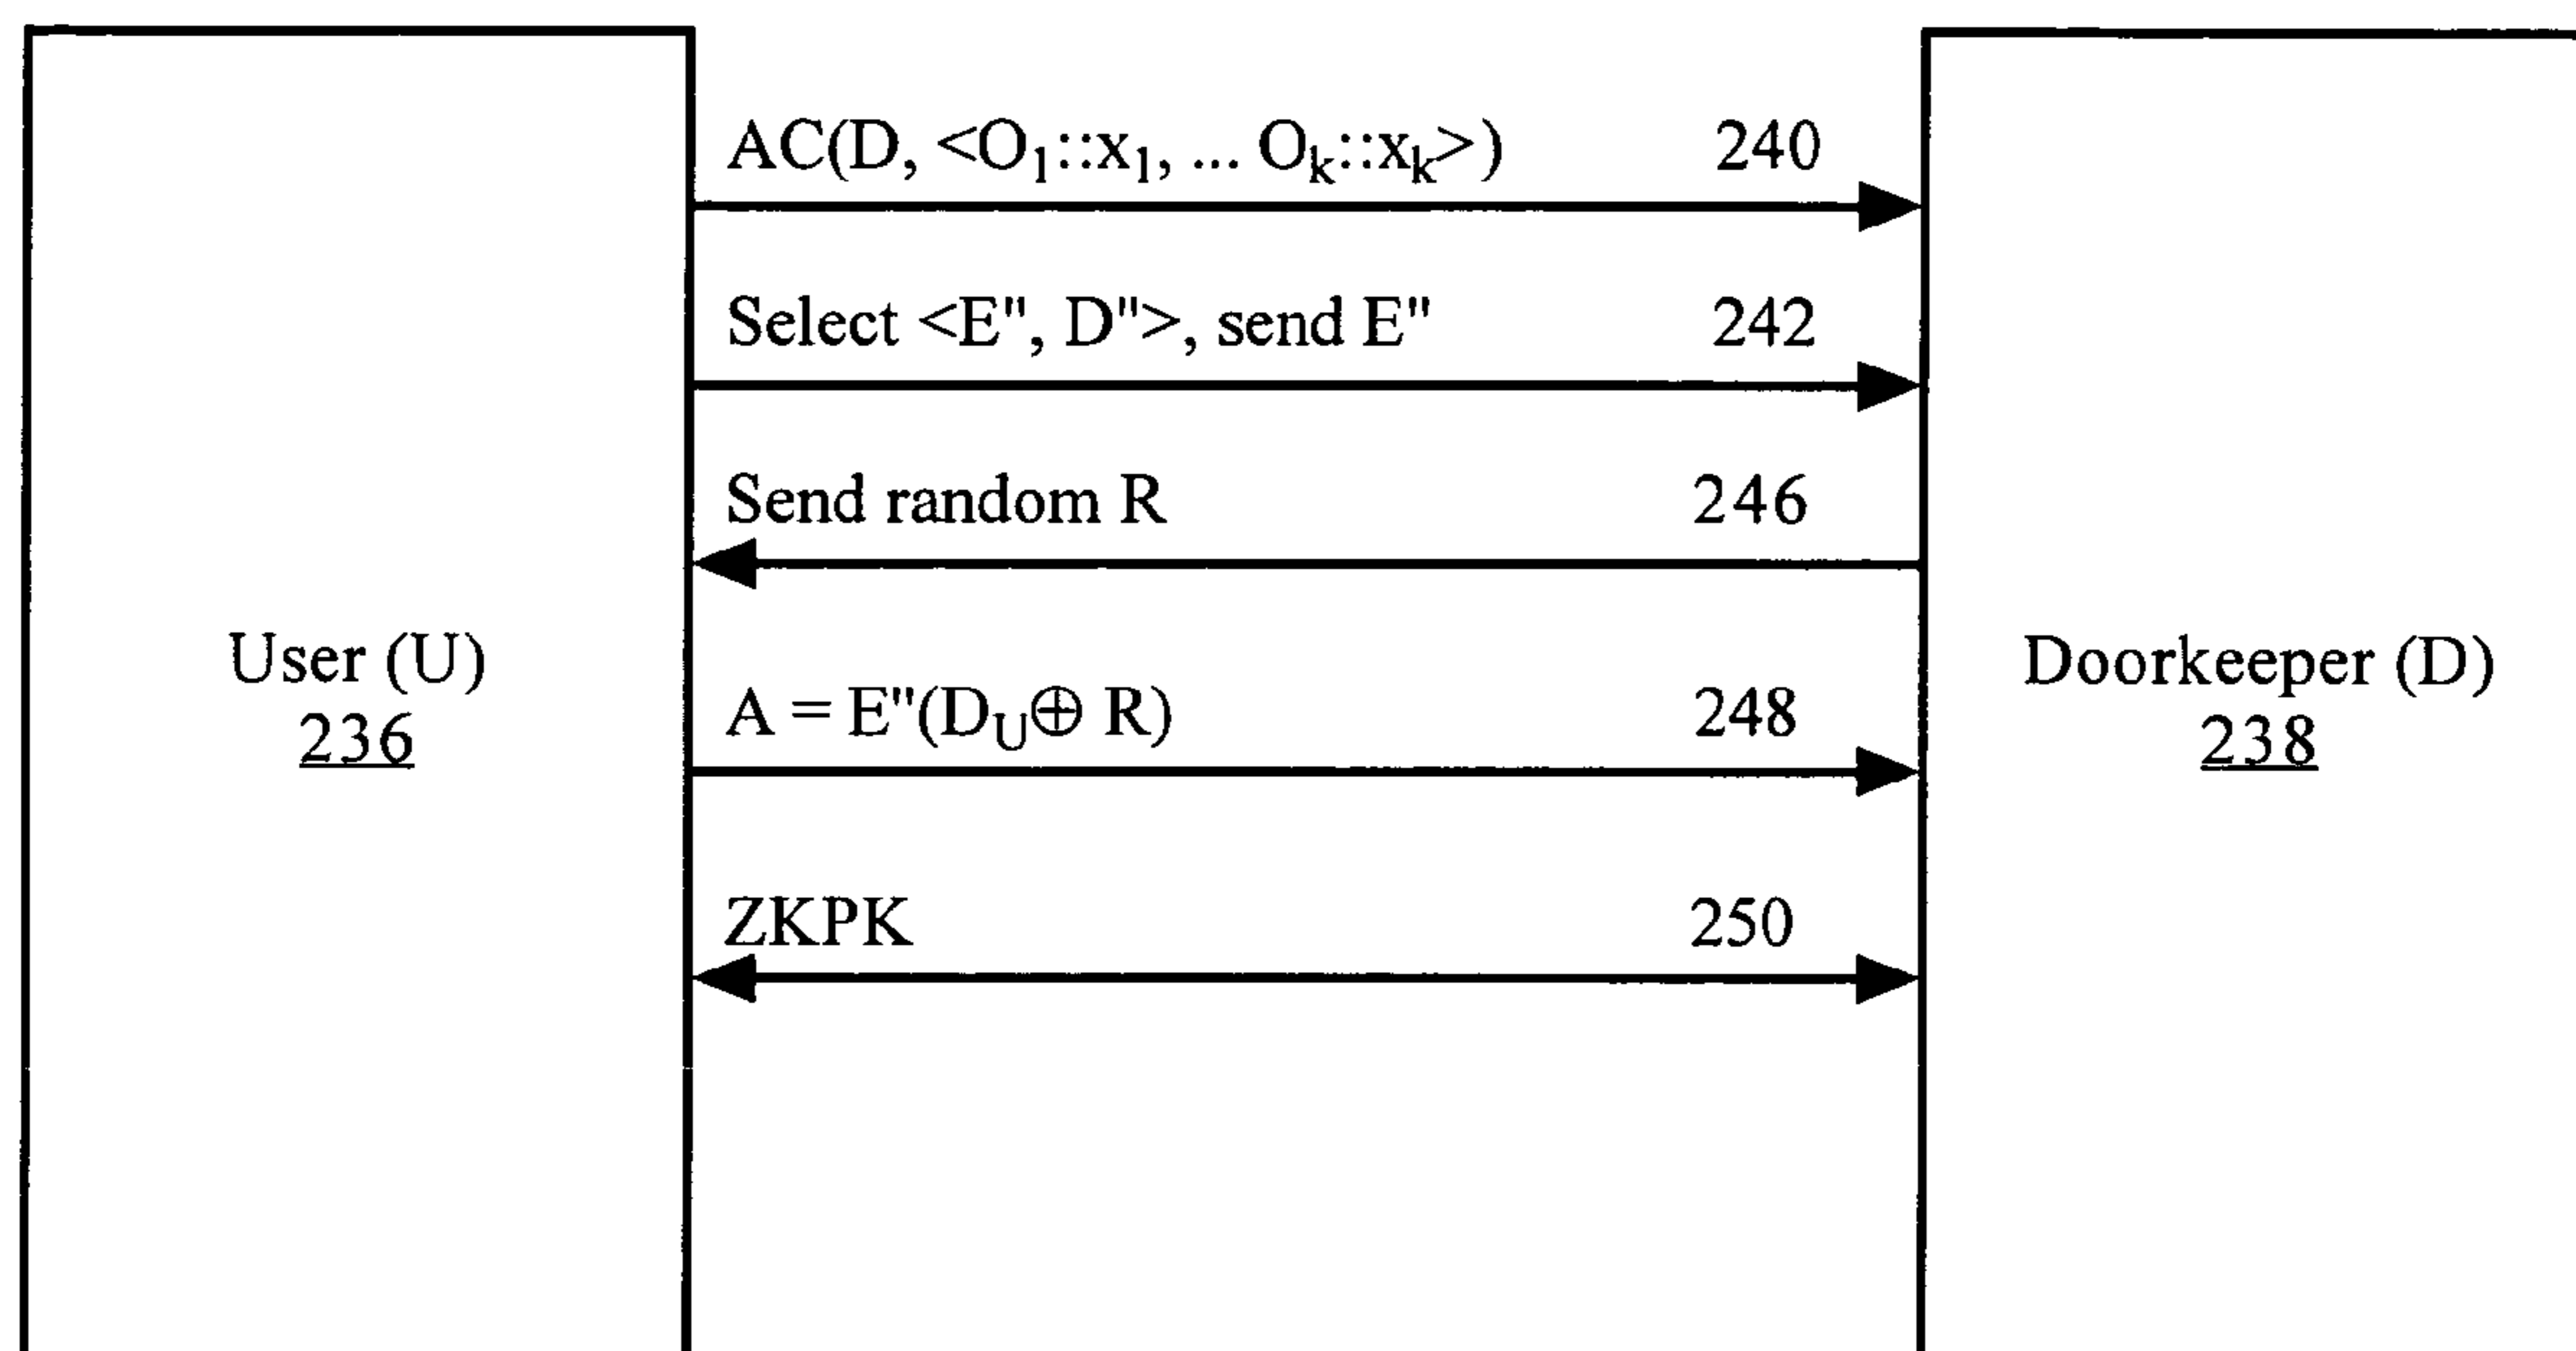 AC(D, <O₁::x₁, ... Oₖ::xₖ>) 240
Select <E", D">, send E" 242
Send random R 246
User (U)
236
A = E"(D_U⊕ R) 248
Doorkeeper (D)
238
ZKPK 250